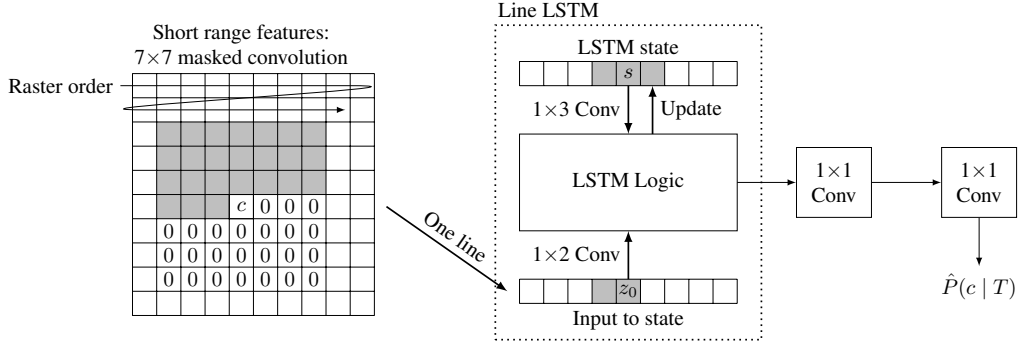 Short range features:
7×7 masked convolution
Raster order
c 0 0 0
0 0 0 0 0 0 0
0 0 0 0 0 0 0
0 0 0 0 0 0 0
One line
Line LSTM
LSTM state
s
1×3 Conv
Update
LSTM Logic
1×2 Conv
z₀
Input to state
1×1
Conv
1×1
Conv
P̂(c | T)